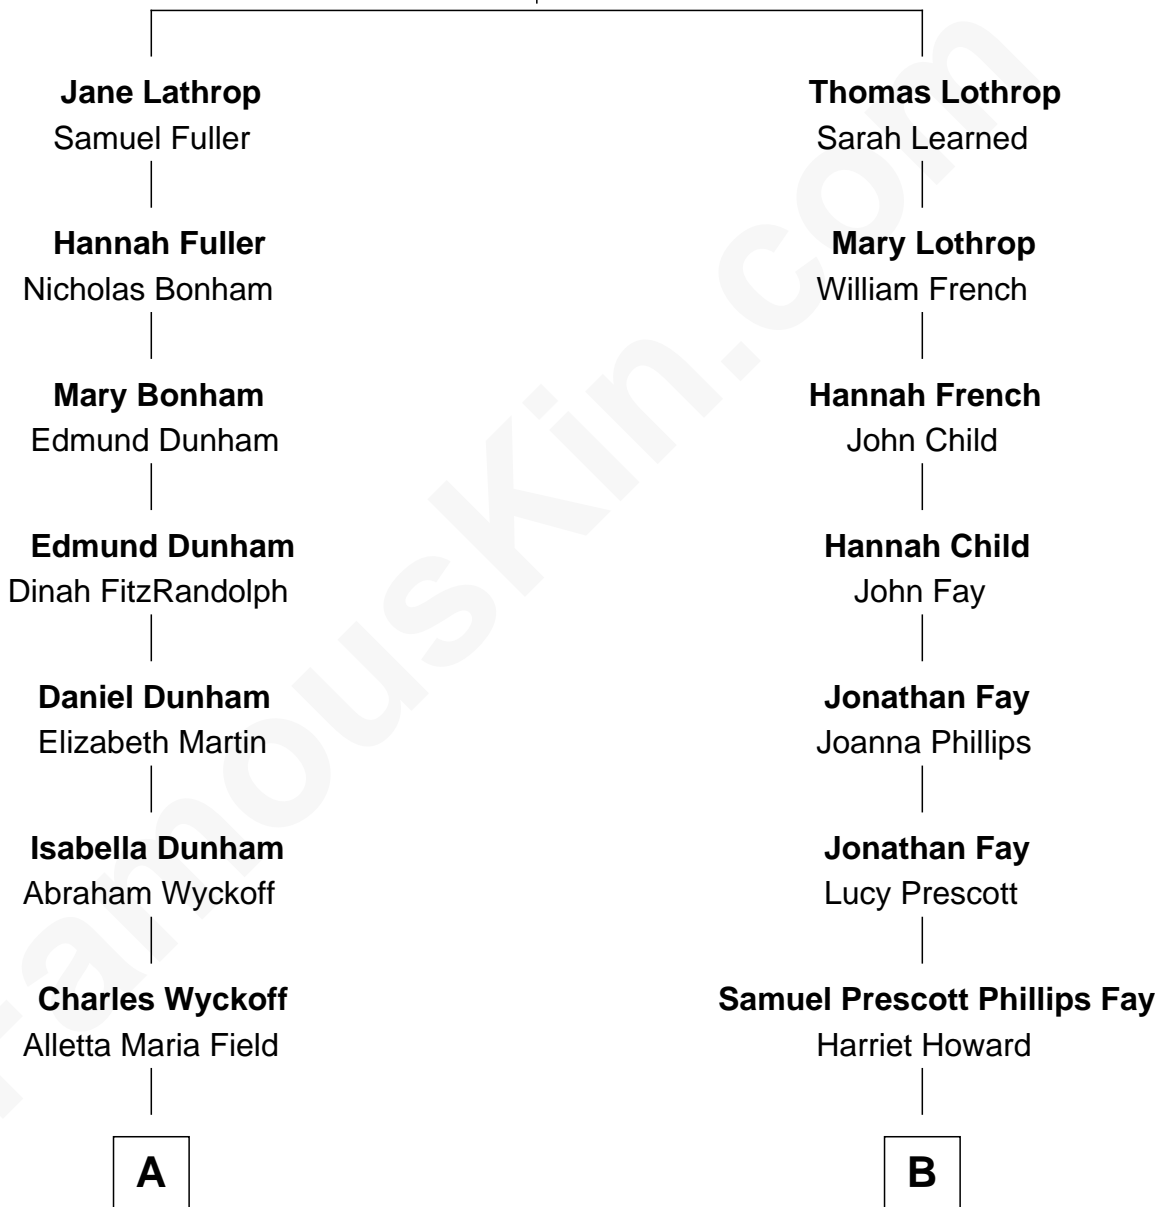 Jane Lathrop
Samuel Fuller
Hannah Fuller
Nicholas Bonham
Mary Bonham
Edmund Dunham
Edmund Dunham
Dinah FitzRandolph
Daniel Dunham
Elizabeth Martin
Isabella Dunham
Abraham Wyckoff
Charles Wyckoff
Alletta Maria Field
A
Thomas Lothrop
Sarah Learned
Mary Lothrop
William French
Hannah French
John Child
Hannah Child
John Fay
Jonathan Fay
Joanna Phillips
Jonathan Fay
Lucy Prescott
Samuel Prescott Phillips Fay
Harriet Howard
B
FamousKin.com